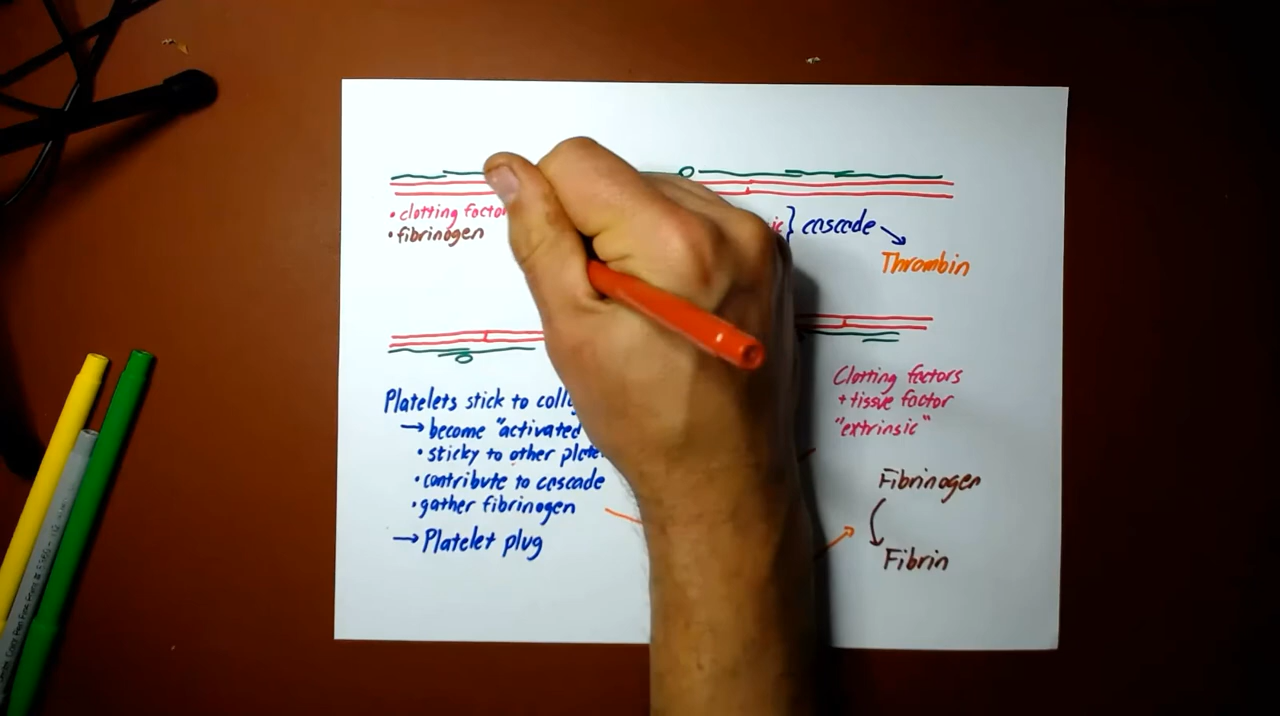 • clotting facto
• fibrinogen
} cascade
Thrombin
Platelets stick to coll
→ become "activated
• sticky to other plate
• contribute to cascade
• gather fibrinogen
→ Platelet plug
Clotting factors
+ tissue factor
"extrinsic"
Fibrinogen
Fibrin